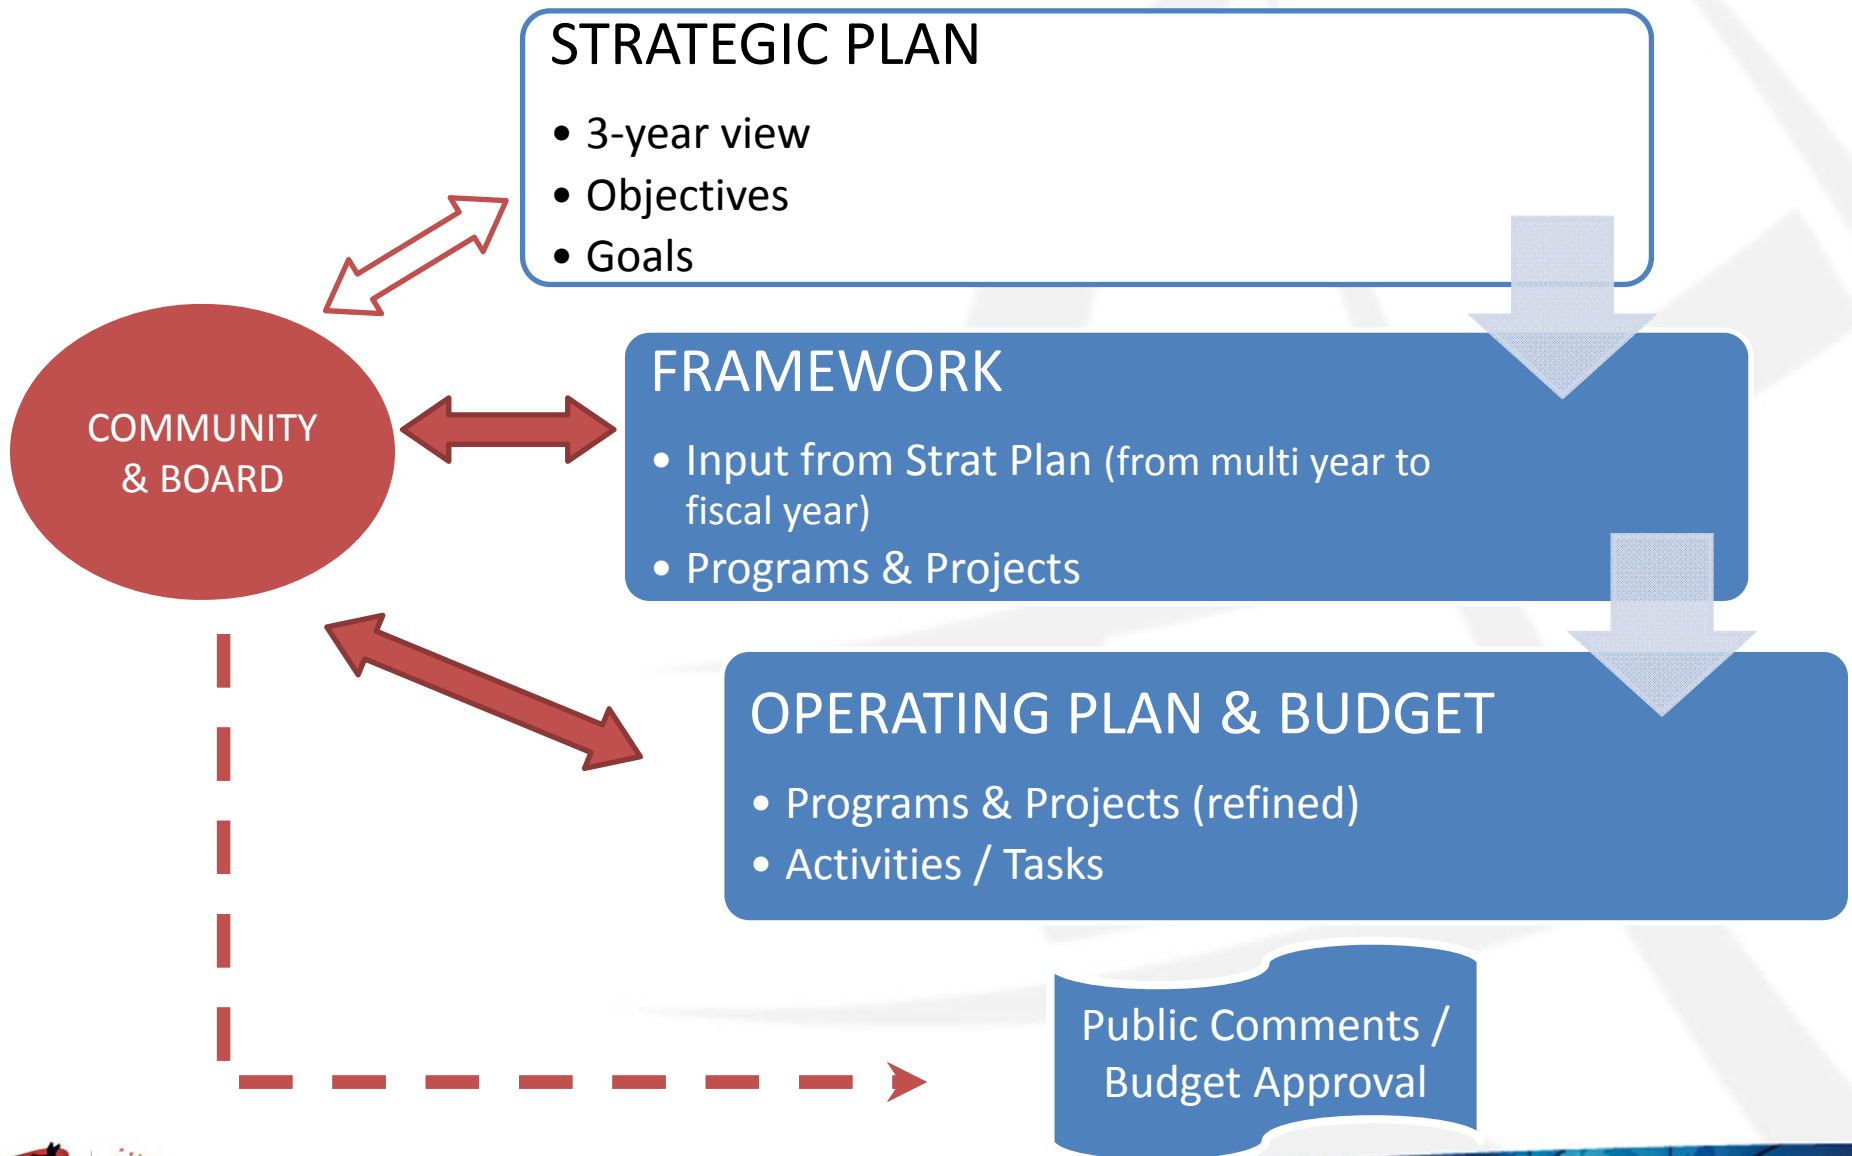 STRATEGIC PLAN
• 3-year view
• Objectives
• Goals
COMMUNITY
& BOARD
FRAMEWORK
• Input from Strat Plan (from multi year to
fiscal year)
• Programs & Projects
OPERATING PLAN & BUDGET
• Programs & Projects (refined)
• Activities / Tasks
Public Comments /
Budget Approval